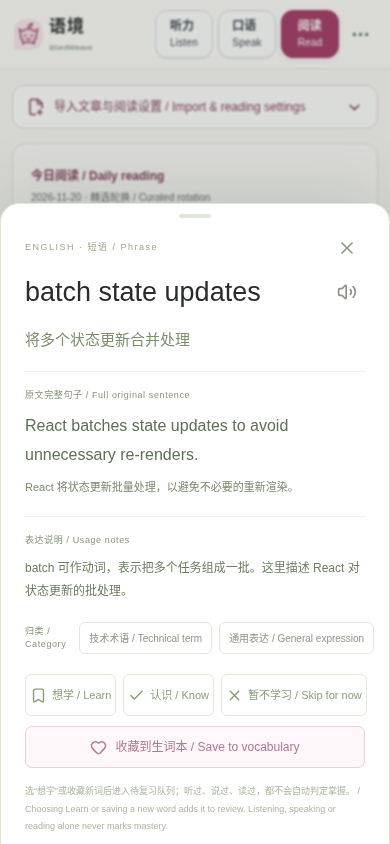 语境
WordWeave
听力
Listen
口语
Speak
阅读
Read
导入文章与阅读设置 / Import & reading settings
今日阅读 / Daily reading
2026-11-20 · 精选轮换 / Curated rotation
ENGLISH · 短语 / Phrase
batch state updates
将多个状态更新合并处理
原文完整句子 / Full original sentence
React batches state updates to avoid
unnecessary re-renders.
React 将状态更新批量处理，以避免不必要的重新渲染。
表达说明 / Usage notes
batch 可作动词，表示把多个任务组成一批。这里描述 React 对
状态更新的批处理。
归类 /
Category
技术术语 / Technical term
通用表达 / General expression
想学 / Learn
认识 / Know
暂不学习 / Skip for now
收藏到生词本 / Save to vocabulary
选“想学”或收藏新词后进入待复习队列；听过、说过、读过，都不会自动判定掌握。 /
Choosing Learn or saving a new word adds it to review. Listening, speaking or
reading alone never marks mastery.